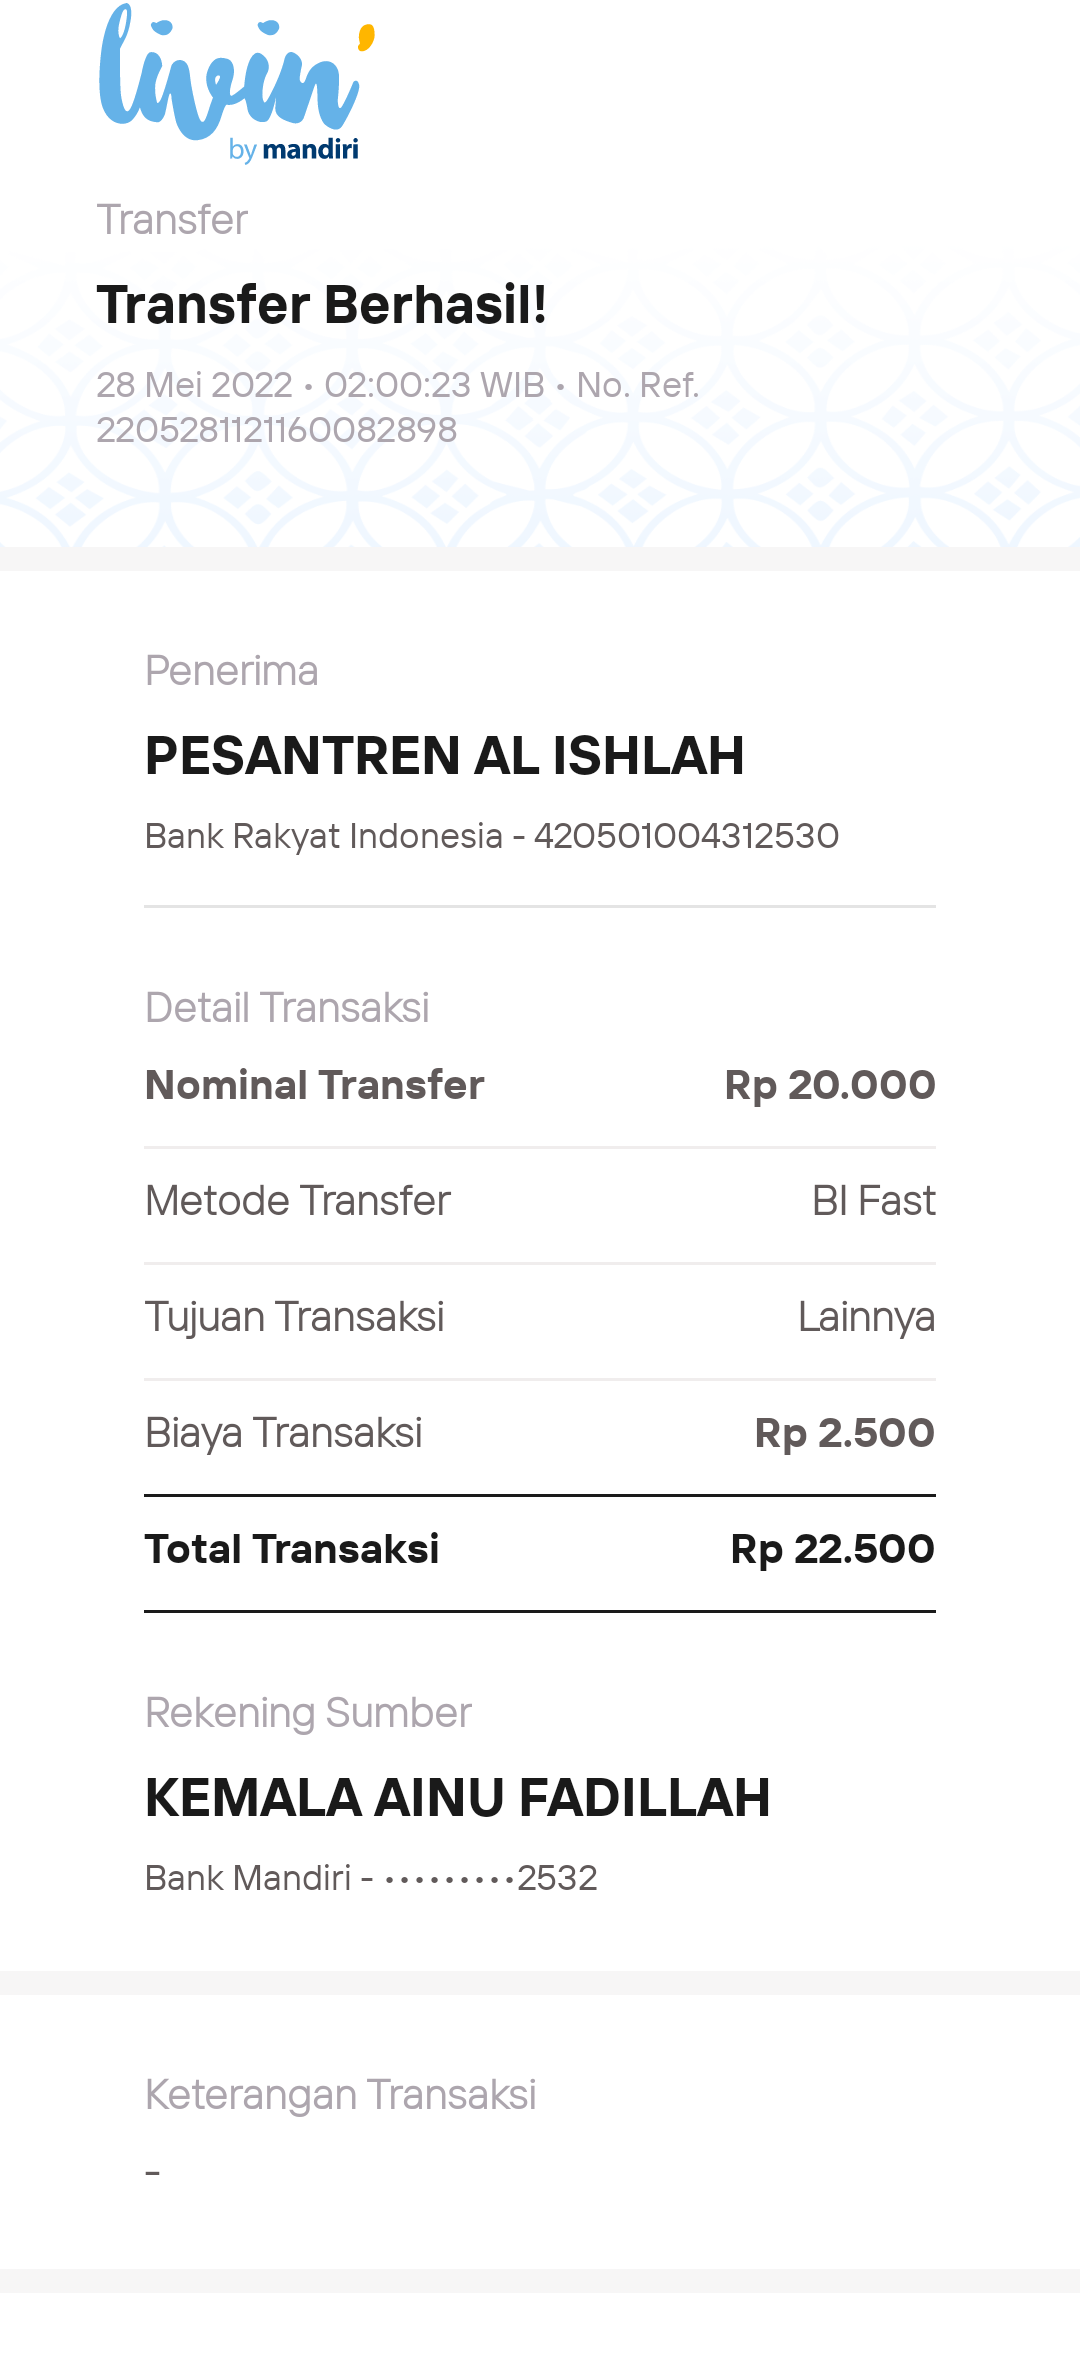 livin'
by mandiri
Transfer
Transfer Berhasil!
28 Mei 2022 • 02:00:23 WIB • No. Ref.
2205281121160082898
Penerima
PESANTREN AL ISHLAH
Bank Rakyat Indonesia - 420501004312530
Detail Transaksi
Nominal Transfer Rp 20.000
Metode Transfer BI Fast
Tujuan Transaksi Lainnya
Biaya Transaksi Rp 2.500
Total Transaksi Rp 22.500
Rekening Sumber
KEMALA AINU FADILLAH
Bank Mandiri - •••••••••2532
Keterangan Transaksi
-